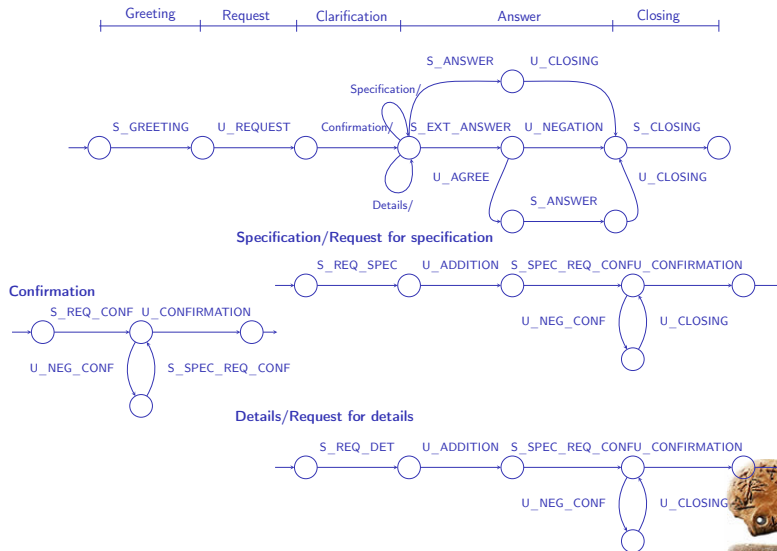 Greeting Request Clarification Answer Closing
S_ANSWER U_CLOSING
Specification/
S_GREETING U_REQUEST Confirmation/ S_EXT_ANSWER U_NEGATION S_CLOSING
U_AGREE U_CLOSING
S_ANSWER
Details/
Specification/Request for specification
S_REQ_SPEC U_ADDITION S_SPEC_REQ_CONF U_CONFIRMATION
Confirmation
S_REQ_CONF U_CONFIRMATION
U_NEG_CONF U_CLOSING
U_NEG_CONF S_SPEC_REQ_CONF
Details/Request for details
S_REQ_DET U_ADDITION S_SPEC_REQ_CONF U_CONFIRMATION
U_NEG_CONF U_CLOSING